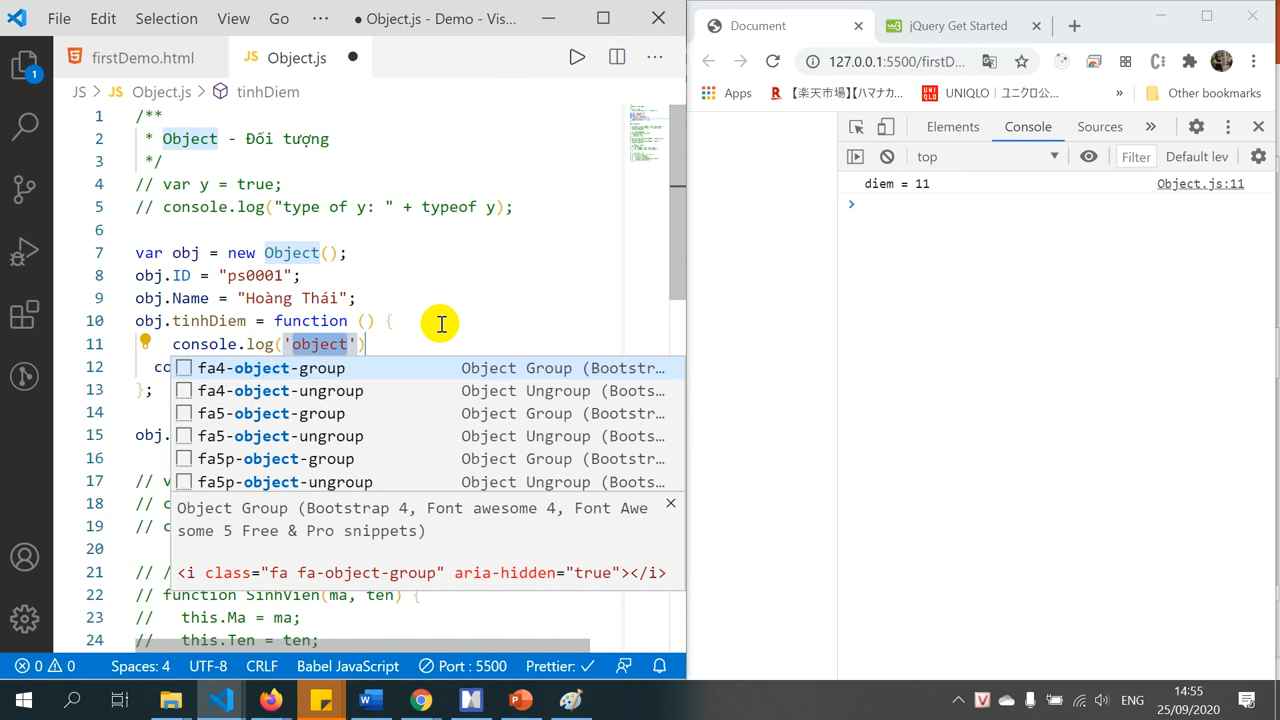 File Edit Selection View Go ··· ● Object.js - Demo - Vis...
firstDemo.html JS Object.js ●
JS > JS Object.js > tinhDiem
1 /**
2 * Object - Đối tượng
3 */
4 // var y = true;
5 // console.log("type of y: " + typeof y);
6
7 var obj = new Object();
8 obj.ID = "ps0001";
9 obj.Name = "Hoàng Thái";
10 obj.tinhDiem = function () {
11 console.log('object')
12 co
13 };
14
15 obj.
16
17 // v
18 // c
19 // c
20
21 // /
22 // function SinhVien(ma, ten) {
23 // this.Ma = ma;
24 // this.Ten = ten;
fa4-object-group Object Group (Bootstr...
fa4-object-ungroup Object Ungroup (Boots...
fa5-object-group Object Group (Bootstr...
fa5-object-ungroup Object Ungroup (Boots...
fa5p-object-group Object Group (Bootstr...
fa5p-object-ungroup Object Ungroup (Boots...
Object Group (Bootstrap 4, Font awesome 4, Font Awe
some 5 Free & Pro snippets)
<i class="fa fa-object-group" aria-hidden="true"></i>
1
0 0 Spaces: 4 UTF-8 CRLF Babel JavaScript Port : 5500 Prettier: ✓
Document jQuery Get Started
127.0.0.1:5500/firstD...
Apps 【楽天市場】【ハマナカ... UNIQLO｜ユニクロ公... » Other bookmarks
Elements Console Sources »
top Filter Default lev
diem = 11 Object.js:11
ENG 14:55
25/09/2020